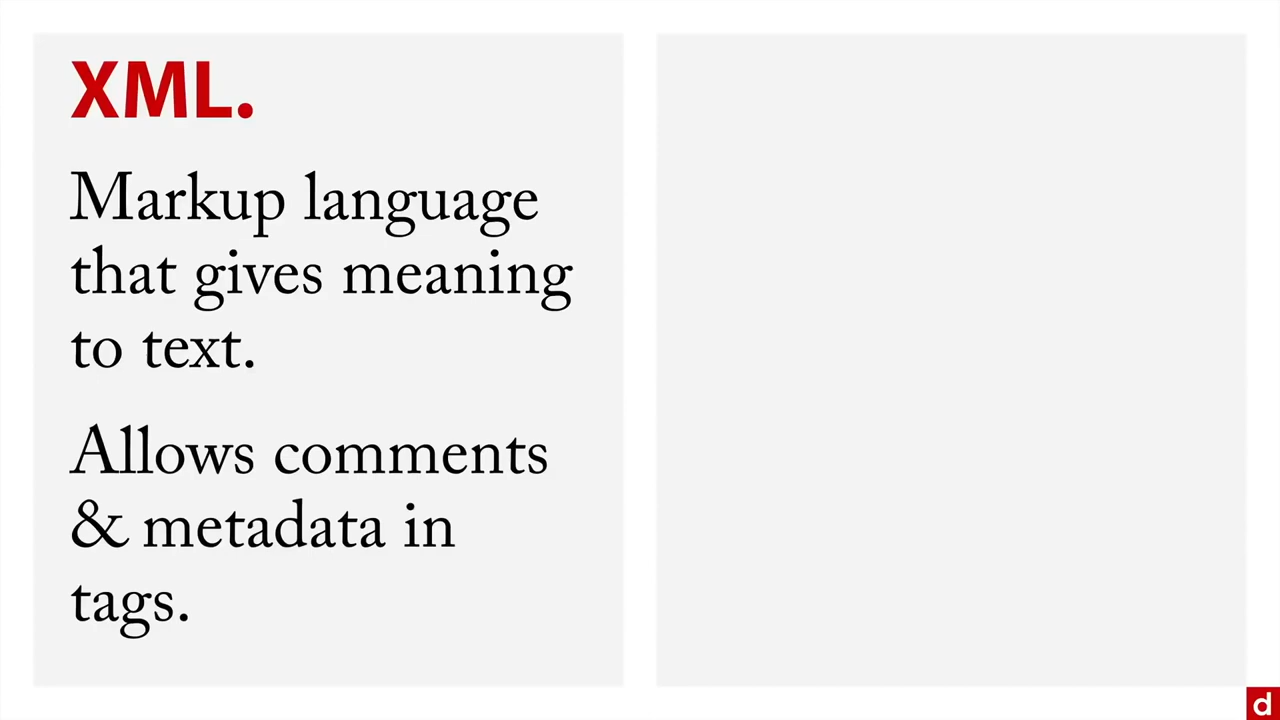 XML.
Markup language
that gives meaning
to text.
Allows comments
& metadata in
tags.
d